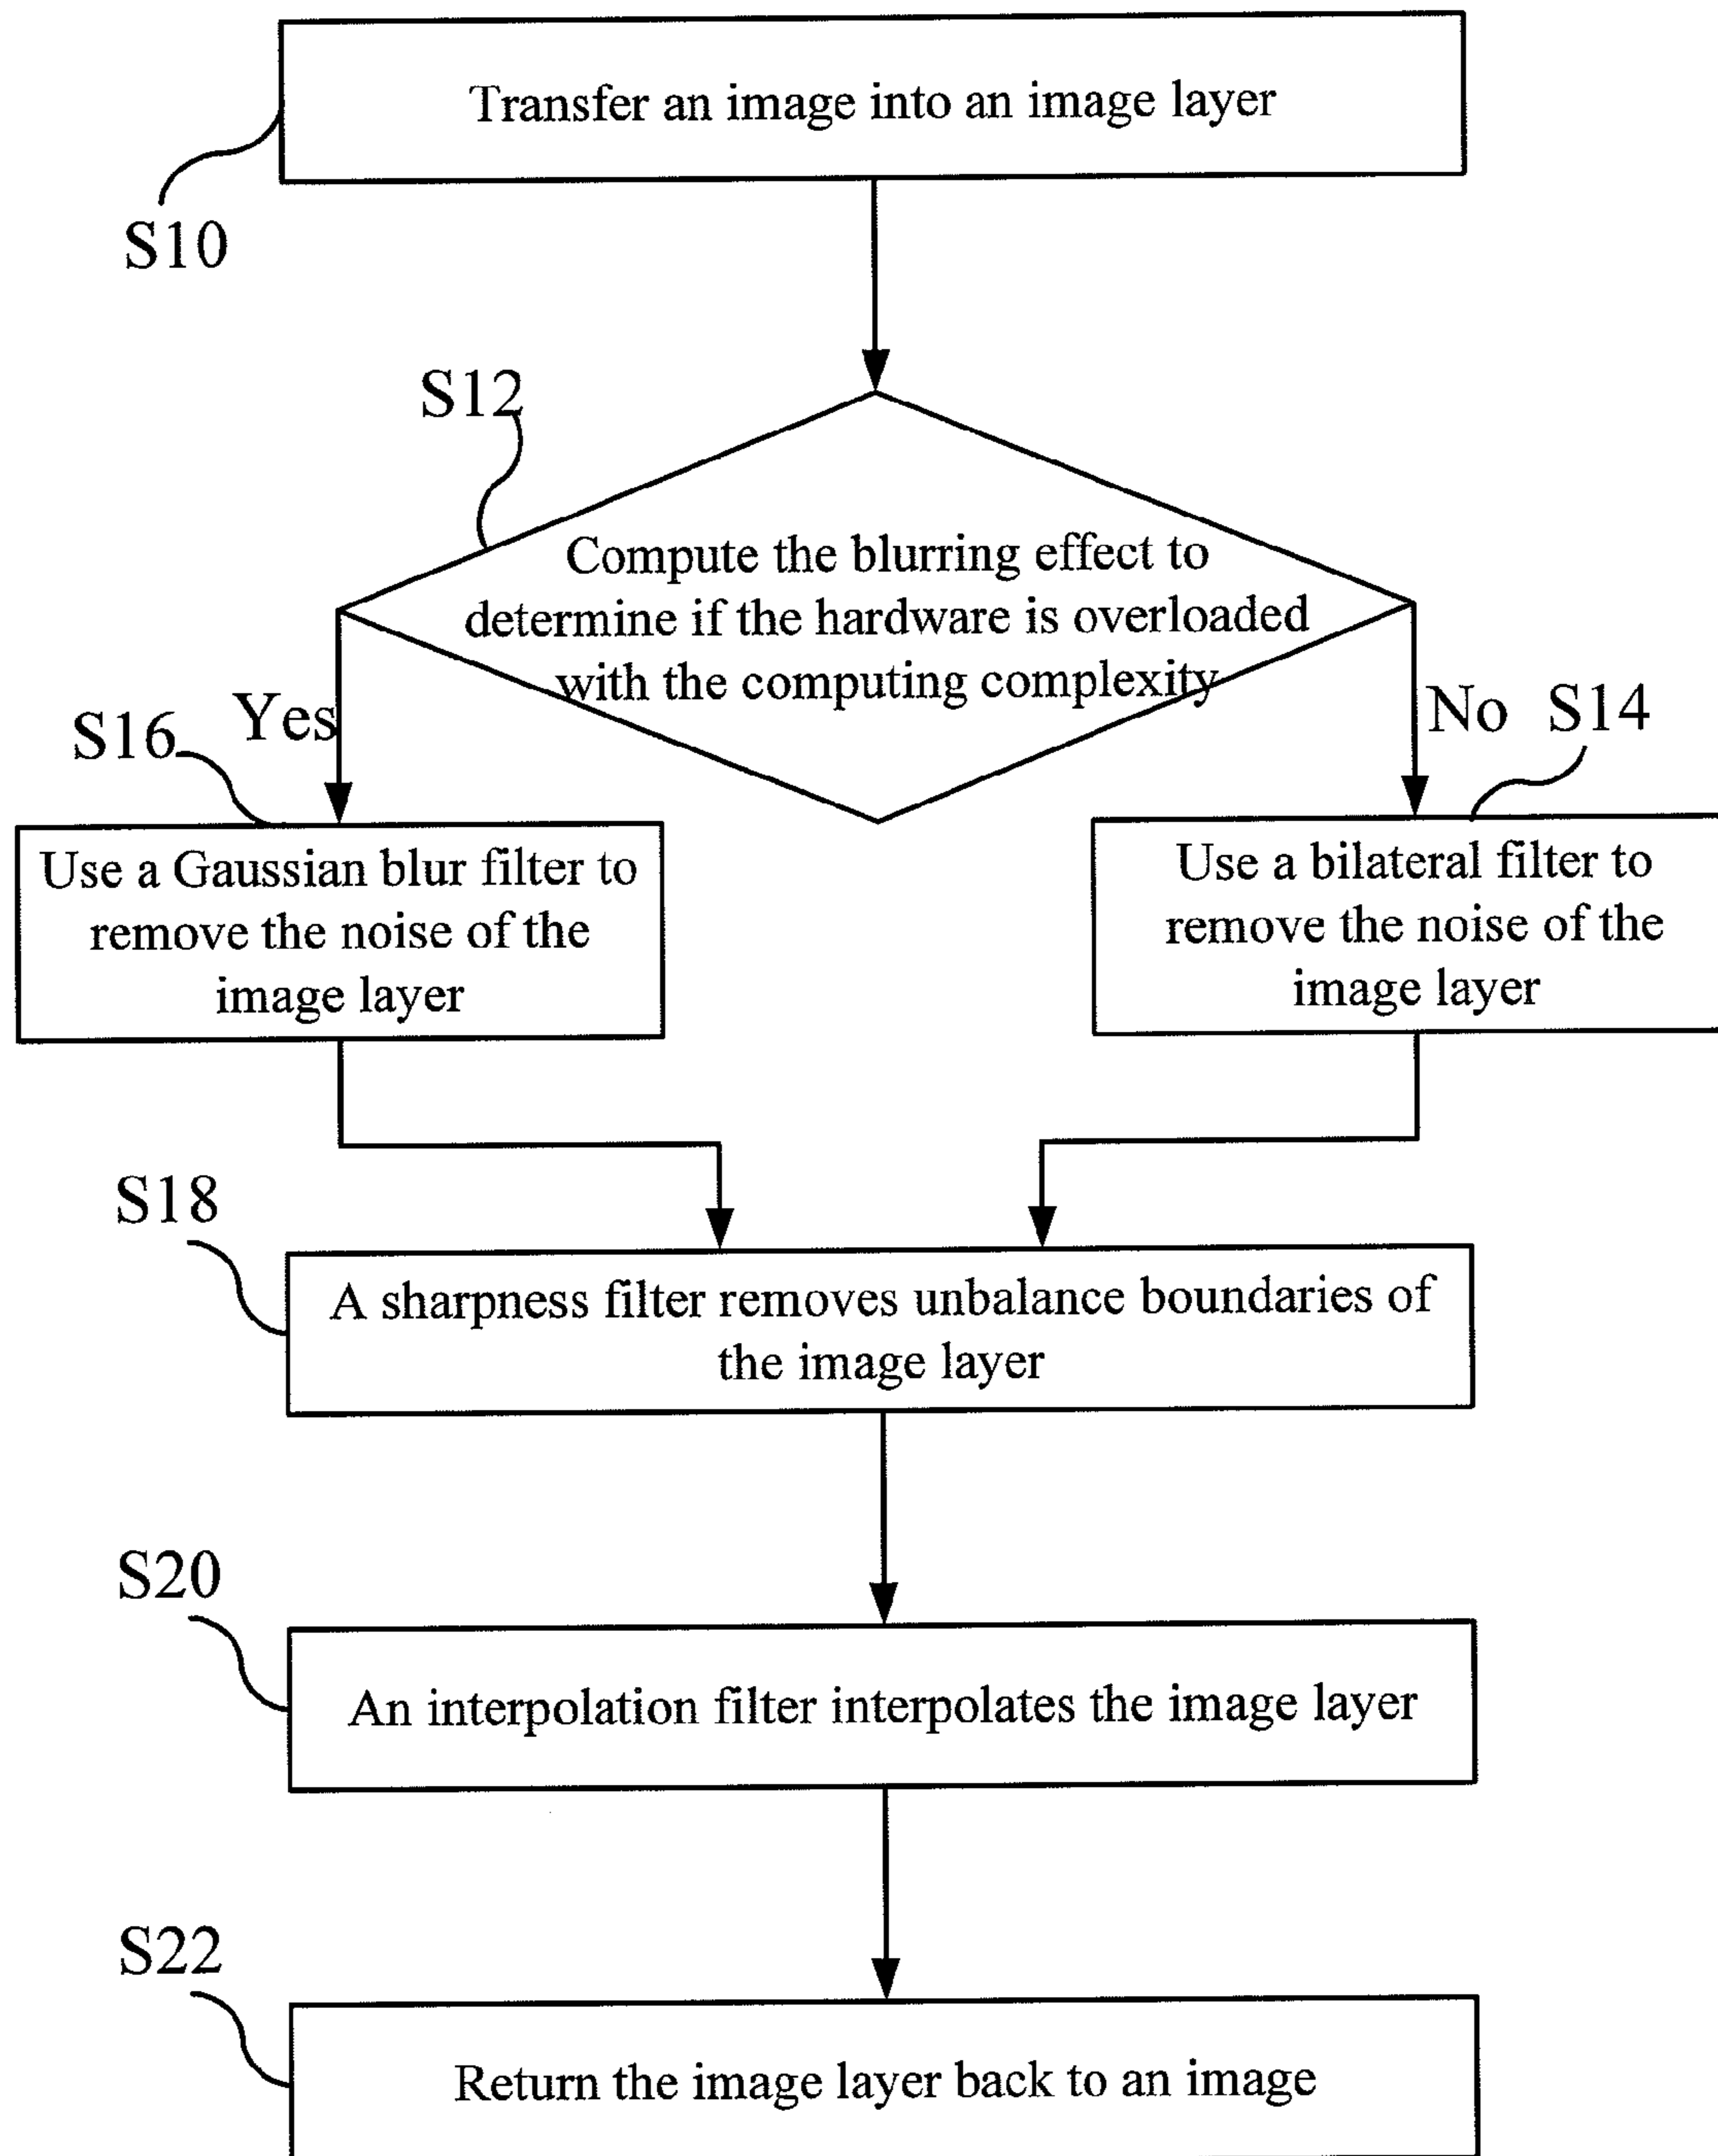 Transfer an image into an image layer
S10
S12
Compute the blurring effect to
determine if the hardware is overloaded
with the computing complexity
S16
Yes
No
S14
Use a Gaussian blur filter to
remove the noise of the
image layer
Use a bilateral filter to
remove the noise of the
image layer
S18
A sharpness filter removes unbalance boundaries of
the image layer
S20
An interpolation filter interpolates the image layer
S22
Return the image layer back to an image